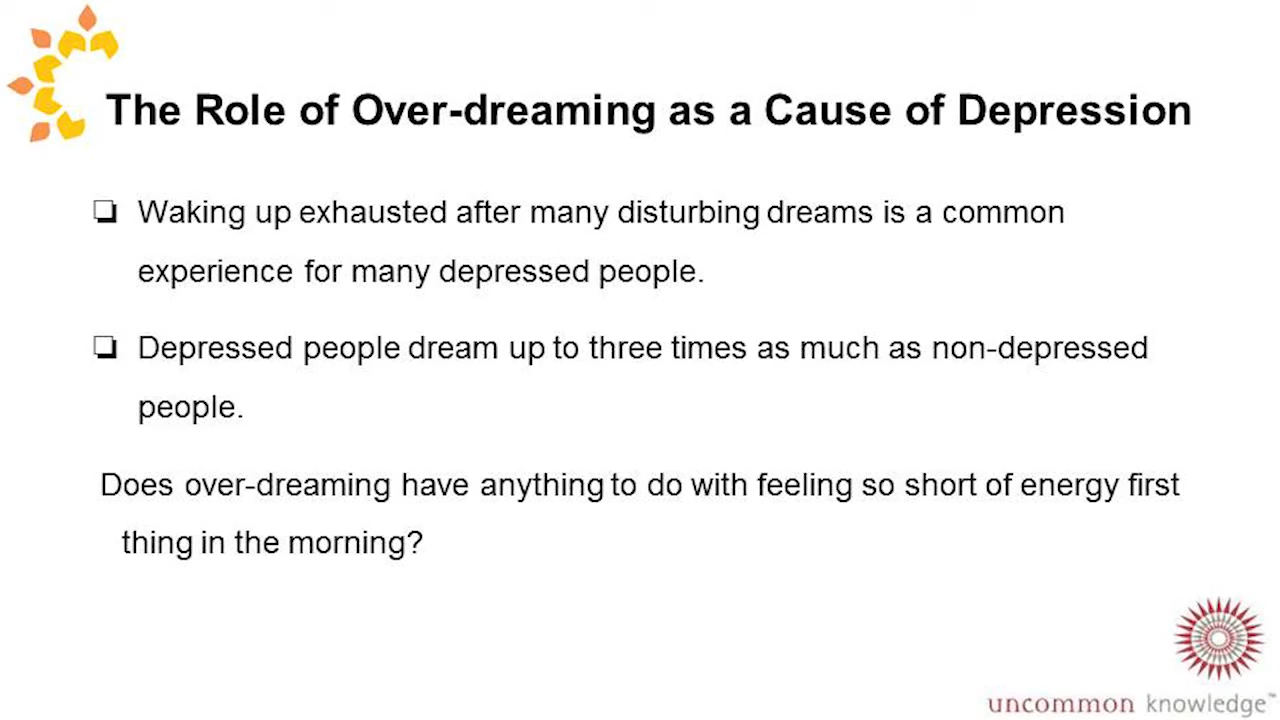 The Role of Over-dreaming as a Cause of Depression
❑ Waking up exhausted after many disturbing dreams is a common
experience for many depressed people.
❑ Depressed people dream up to three times as much as non-depressed
people.
Does over-dreaming have anything to do with feeling so short of energy first
thing in the morning?
uncommon knowledge™